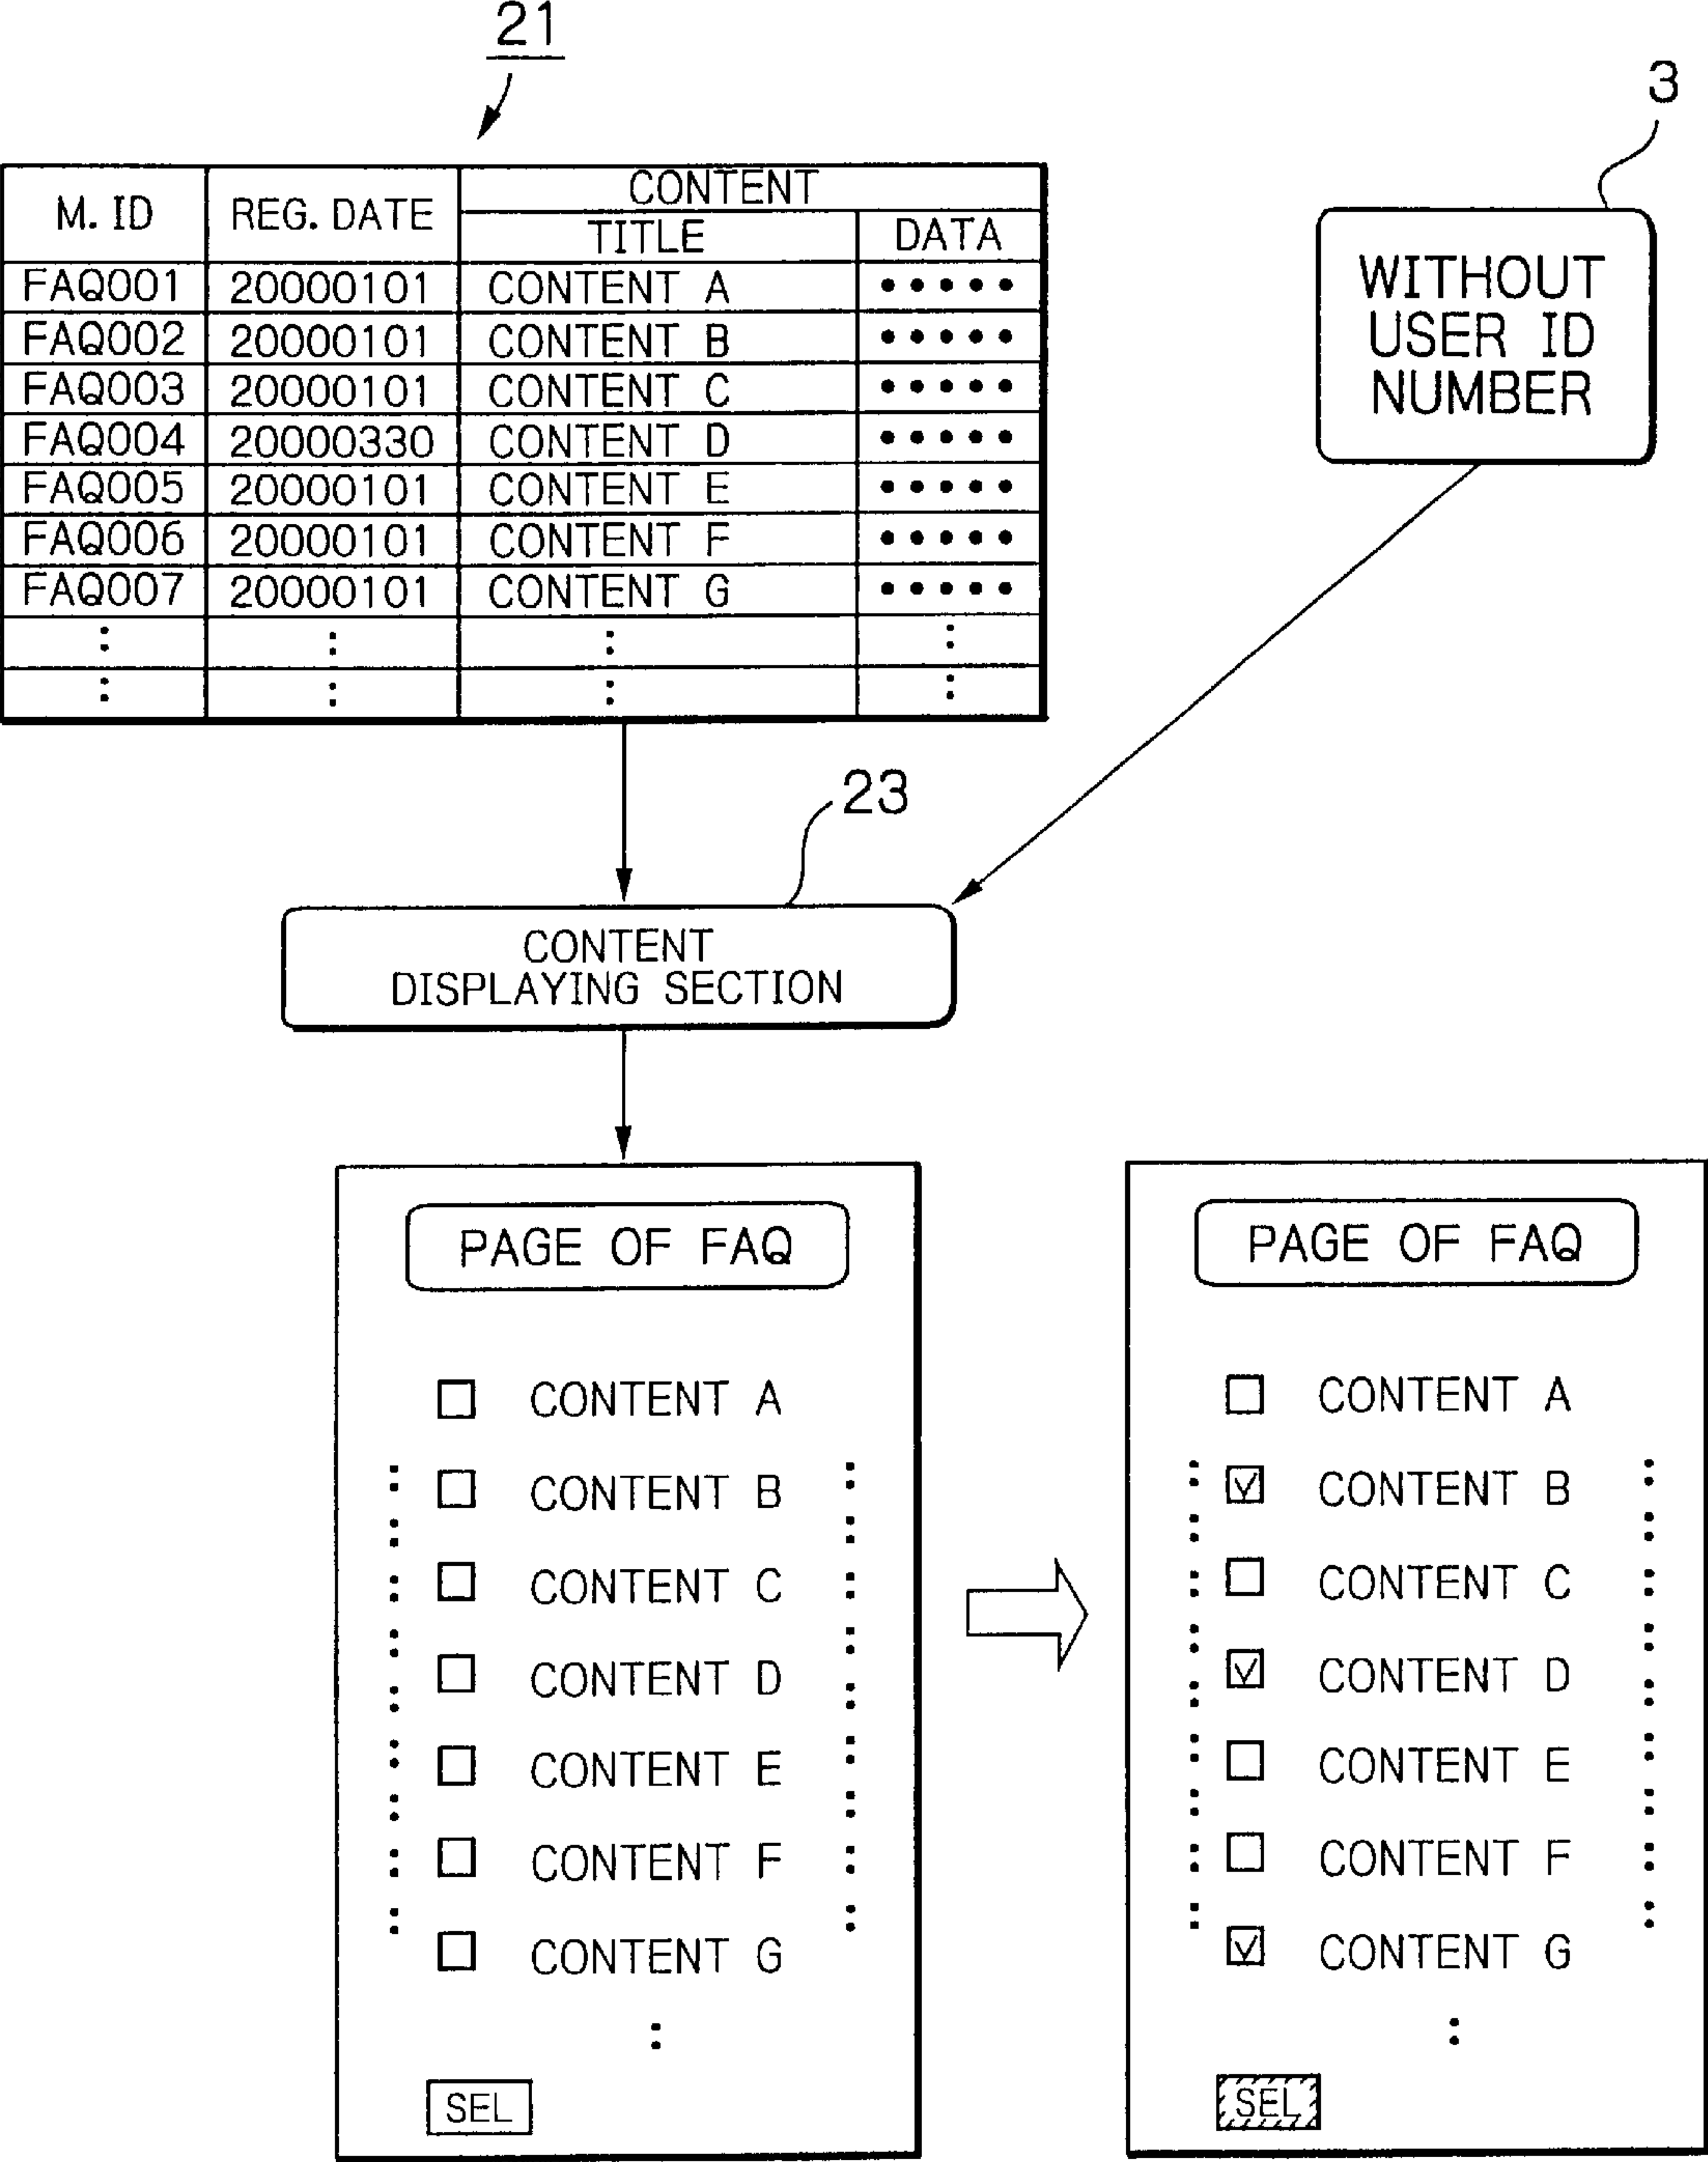 21
3
M. ID REG. DATE CONTENT
TITLE DATA
FAQ001 20000101 CONTENT A •••••
FAQ002 20000101 CONTENT B •••••
FAQ003 20000101 CONTENT C •••••
FAQ004 20000330 CONTENT D •••••
FAQ005 20000101 CONTENT E •••••
FAQ006 20000101 CONTENT F •••••
FAQ007 20000101 CONTENT G •••••
WITHOUT
USER ID
NUMBER
23
CONTENT
DISPLAYING SECTION
PAGE OF FAQ
CONTENT A
CONTENT B
CONTENT C
CONTENT D
CONTENT E
CONTENT F
CONTENT G
SEL
PAGE OF FAQ
CONTENT A
CONTENT B
CONTENT C
CONTENT D
CONTENT E
CONTENT F
CONTENT G
SEL